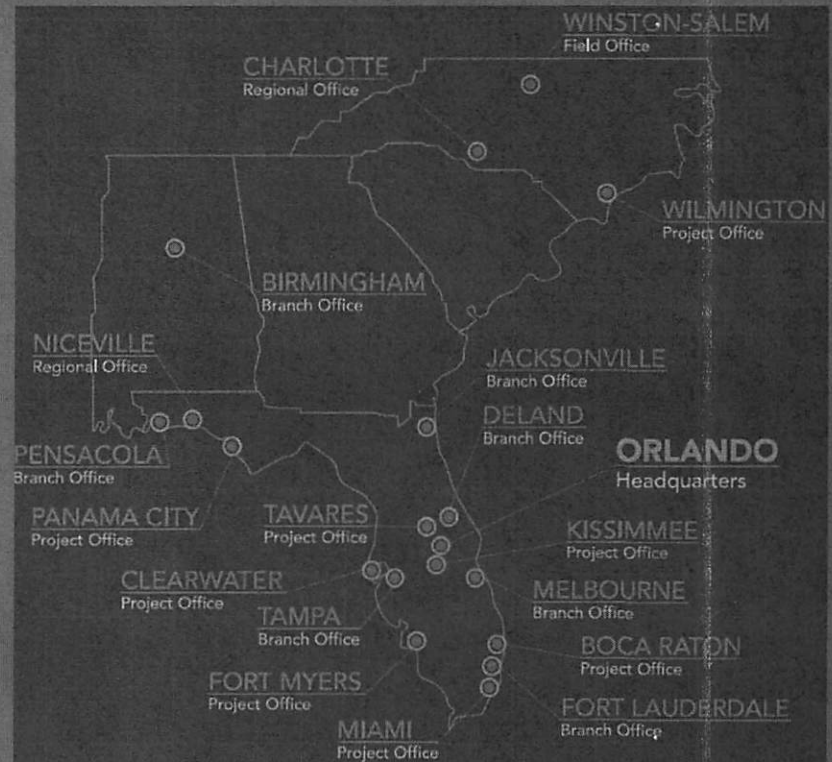 WINSTON-SALEM
Field Office
CHARLOTTE
Regional Office
WILMINGTON
Project Office
BIRMINGHAM
Branch Office
NICEVILLE
Regional Office
JACKSONVILLE
Branch Office
DELAND
Branch Office
ORLANDO
Headquarters
PENSACOLA
Branch Office
PANAMA CITY
Project Office
TAVARES
Project Office
KISSIMMEE
Project Office
CLEARWATER
Project Office
MELBOURNE
Branch Office
TAMPA
Branch Office
BOCA RATON
Project Office
FORT MYERS
Project Office
FORT LAUDERDALE
Branch Office
MIAMI
Project Office